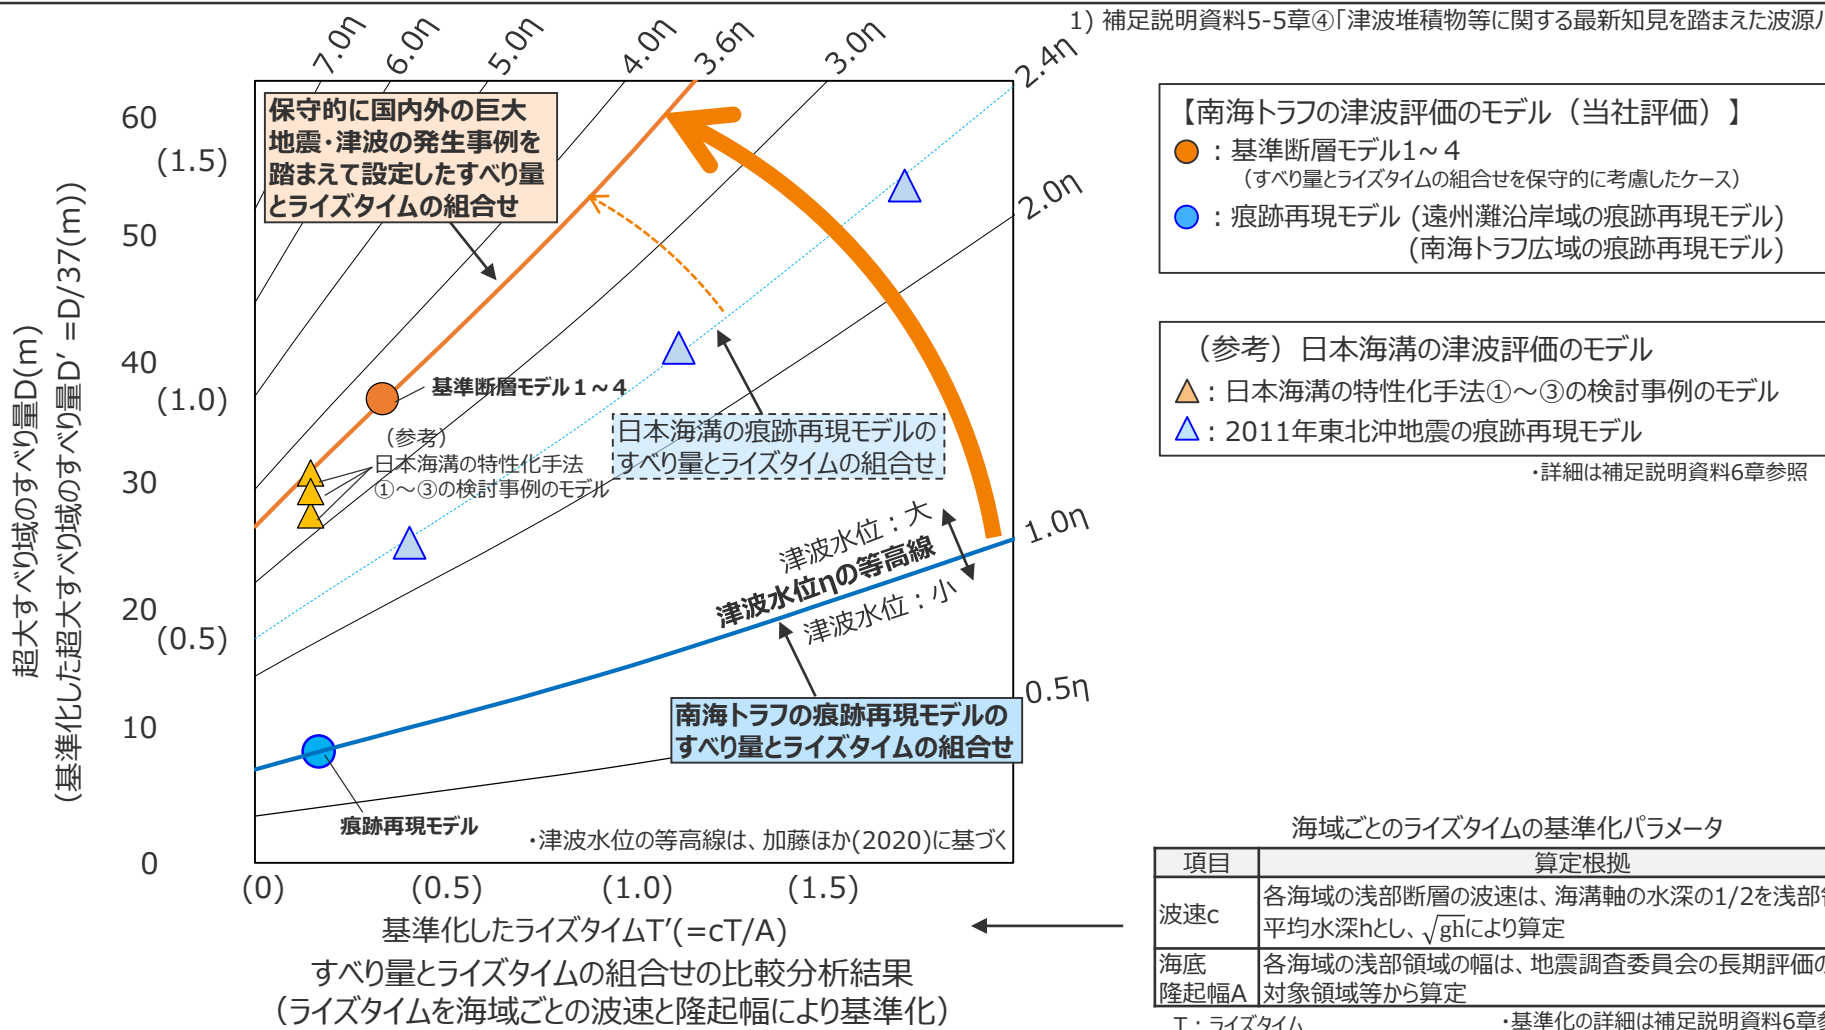 1) 補足説明資料5-5章④「津波堆積物等に関する最新知見を踏まえた波源
7.0η
6.0η
5.0η
4.0η
3.6η
3.0η
2.4η
2.0η
1.0η
0.5η
超大すべり域のすべり量D(m)
(基準化した超大すべり域のすべり量D' =D/37(m))
60
(1.5)
50
40
(1.0)
30
20
(0.5)
10
0
保守的に国内外の巨大
地震・津波の発生事例を
踏まえて設定したすべり量
とライズタイムの組合せ
基準断層モデル1~4
(参考)
日本海溝の特性化手法
①～③の検討事例のモデル
日本海溝の痕跡再現モデルの
すべり量とライズタイムの組合せ
津波水位：大
津波水位ηの等高線
津波水位：小
南海トラフの痕跡再現モデルの
すべり量とライズタイムの組合せ
痕跡再現モデル
・津波水位の等高線は、加藤ほか(2020)に基づく
(0)
(0.5)
(1.0)
(1.5)
基準化したライズタイムT'(=cT/A)
すべり量とライズタイムの組合せの比較分析結果
（ライズタイムを海域ごとの波速と隆起幅により基準化）
【南海トラフの津波評価のモデル（当社評価）】
：基準断層モデル1~4
（すべり量とライズタイムの組合せを保守的に考慮したケース）
：痕跡再現モデル (遠州灘沿岸域の痕跡再現モデル)
(南海トラフ広域の痕跡再現モデル)
（参考）日本海溝の津波評価のモデル
：日本海溝の特性化手法①～③の検討事例のモデル
：2011年東北沖地震の痕跡再現モデル
・詳細は補足説明資料6章参照
海域ごとのライズタイムの基準化パラメータ
項目 算定根拠
波速c 各海域の浅部断層の波速は、海溝軸の水深の1/2を浅部
平均水深hとし、√ghにより算定
海底 各海域の浅部領域の幅は、地震調査委員会の長期評価の
隆起幅A 対象領域等から算定
T：ライズタイム
・基準化の詳細は補足説明資料6章